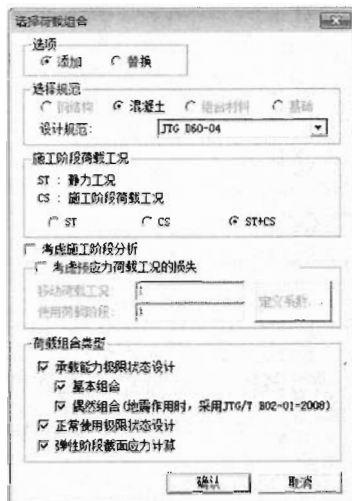 选择荷载组合
选项
添加 替换
选择规范
钢结构 混凝土 组合材料 基础
设计规范: JTG D60-04
施工阶段荷载工况
ST : 静力工况
CS : 施工阶段荷载工况
ST CS ST+CS
考虑施工阶段分析
考虑预应力荷载工况的损失
移动荷载工况: 1
使用荷载阶段: 1
定义系数
荷载组合类型
承载能力极限状态设计
基本组合
偶然组合(地震作用时，采用JTG/T B02-01-2008)
正常使用极限状态设计
弹性阶段截面应力计算
确认 取消